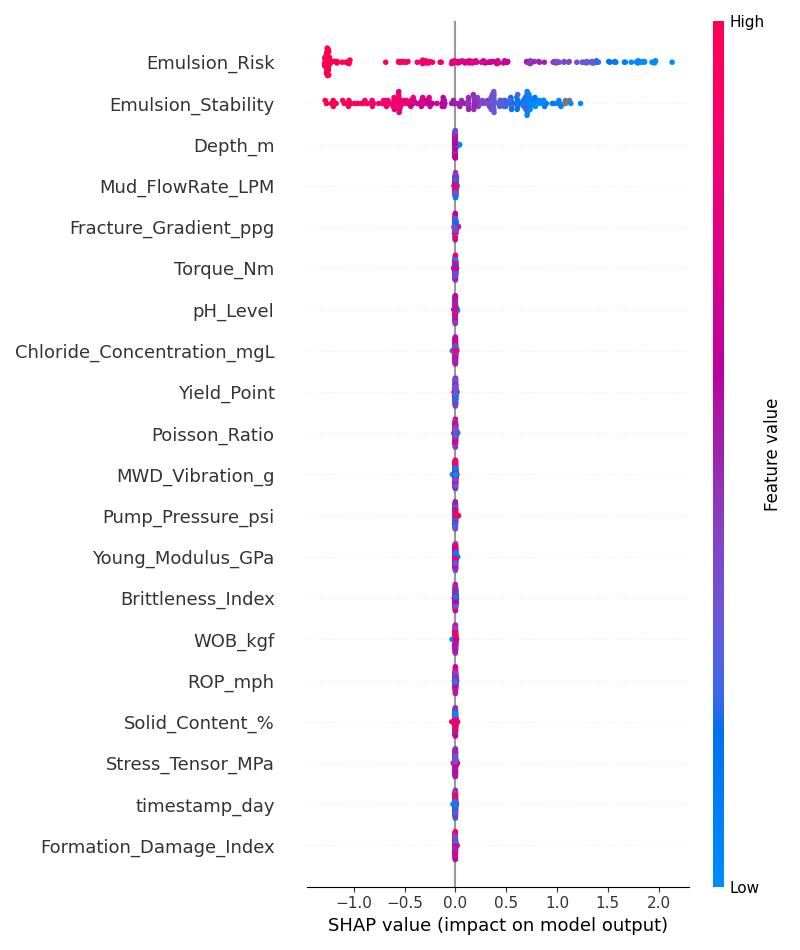 High
Emulsion_Risk
Emulsion_Stability
Depth_m
Mud_FlowRate_LPM
Fracture_Gradient_ppg
Torque_Nm
pH_Level
Chloride_Concentration_mgL
Yield_Point
Poisson_Ratio
MWD_Vibration_g
Pump_Pressure_psi
Young_Modulus_GPa
Brittleness_Index
WOB_kgf
ROP_mph
Solid_Content_%
Stress_Tensor_MPa
timestamp_day
Formation_Damage_Index
Feature value
Low
−1.0 −0.5 0.0 0.5 1.0 1.5 2.0
SHAP value (impact on model output)